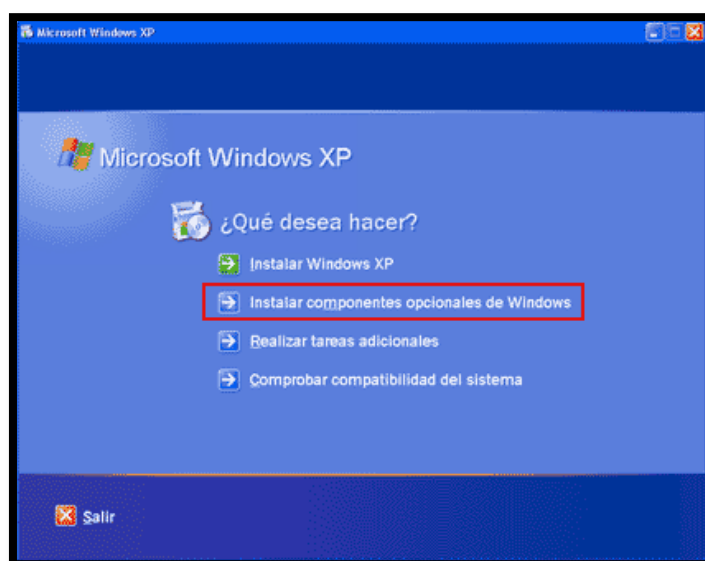 Microsoft Windows XP
Microsoft Windows XP
¿Qué desea hacer?
Instalar Windows XP
Instalar componentes opcionales de Windows
Realizar tareas adicionales
Comprobar compatibilidad del sistema
Salir